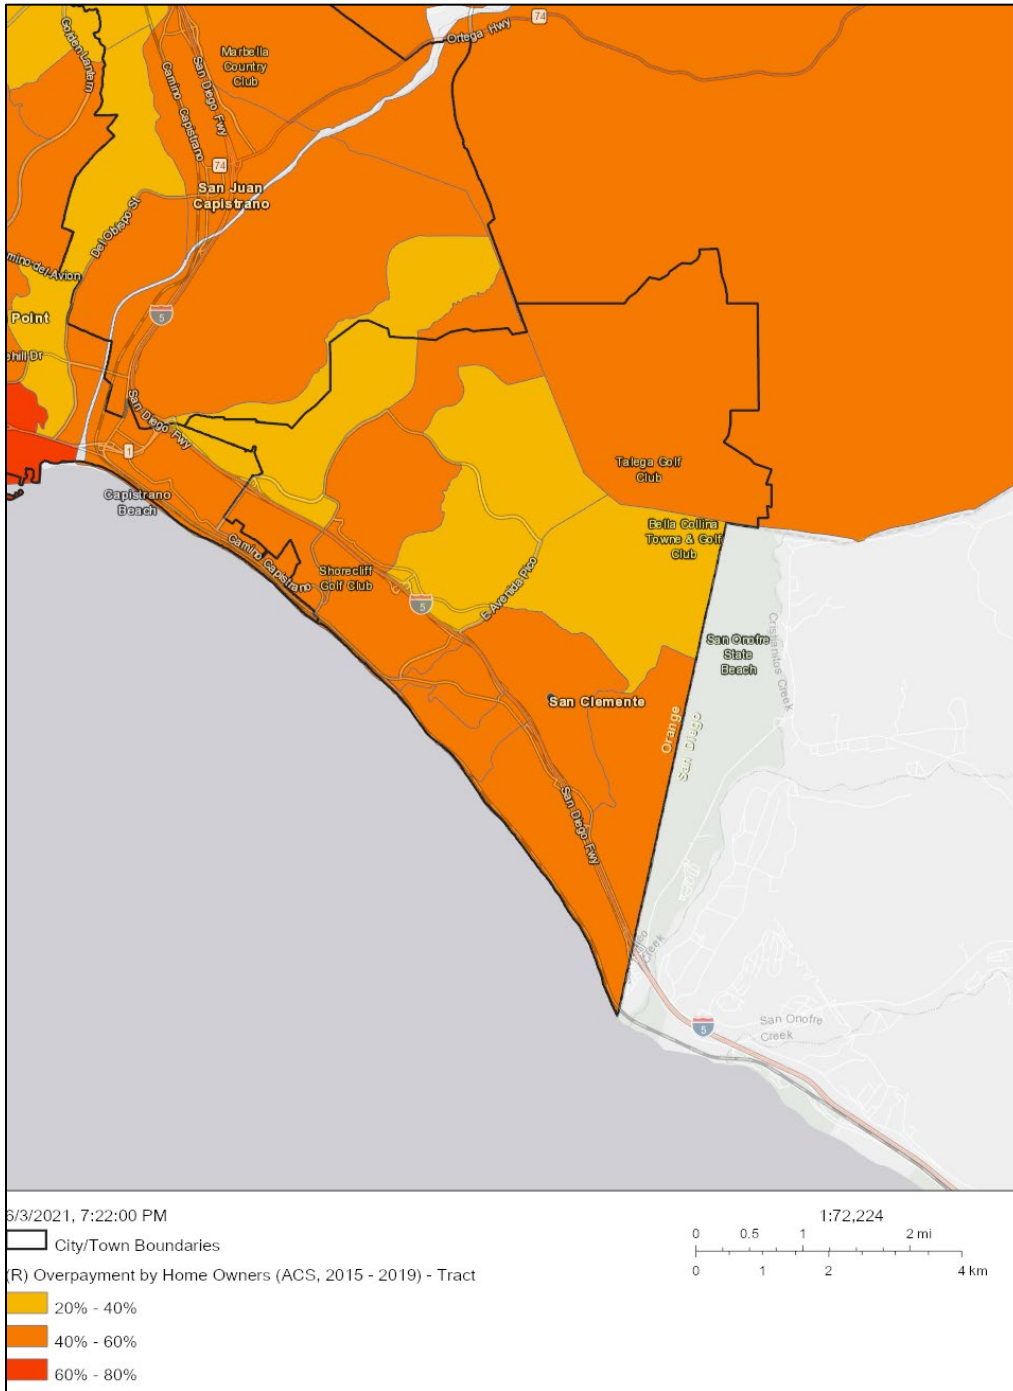 Ortega Hwy
74
Golden Lantern
Camino Capistrano
San Diego Fwy
Marbella
Country
Club
74
San Juan
Capistrano
Del Obispo St
mino-del-Avion
5
Point
ehill Dr
San Diego Fwy
1
Capistrano
Beach
Camino Capistrano
Shorecliff
Golf Club
5
E Avenida Pico
Talega Golf
Club
Bella Collina
Towne & Golf
Club
San Onofre
State
Beach
Cristianitos Creek
San Clemente
Orange
San Diego
San Diego Fwy
Creek
5
San Onofre
Creek
6/3/2021, 7:22:00 PM
City/Town Boundaries
(R) Overpayment by Home Owners (ACS, 2015 - 2019) - Tract
20% - 40%
40% - 60%
60% - 80%
1:72,224
0 0.5 1 2 mi
0 1 2 4 km